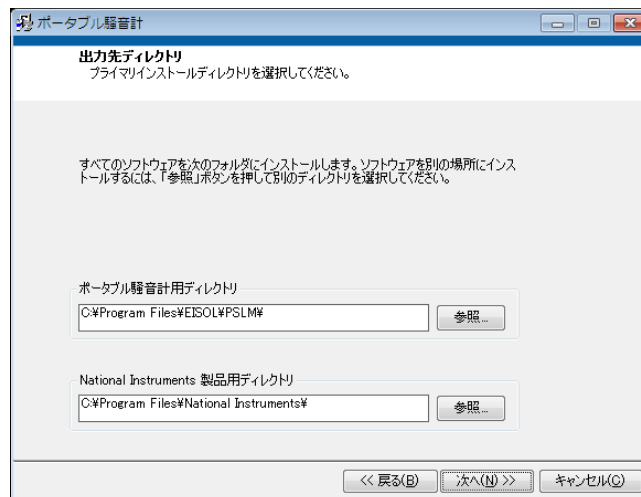 ポータブル騒音計
出力先ディレクトリ
プライマリインストールディレクトリを選択してください。
すべてのソフトウェアを次のフォルダにインストールします。ソフトウェアを別の場所にインス
トールするには、「参照」ボタンを押して別のディレクトリを選択してください。
ポータブル騒音計用ディレクトリ
C:¥Program Files¥EISOL¥PSLM¥
参照...
National Instruments 製品用ディレクトリ
C:¥Program Files¥National Instruments¥
参照...
<< 戻る(B)
次へ(N) >>
キャンセル(C)